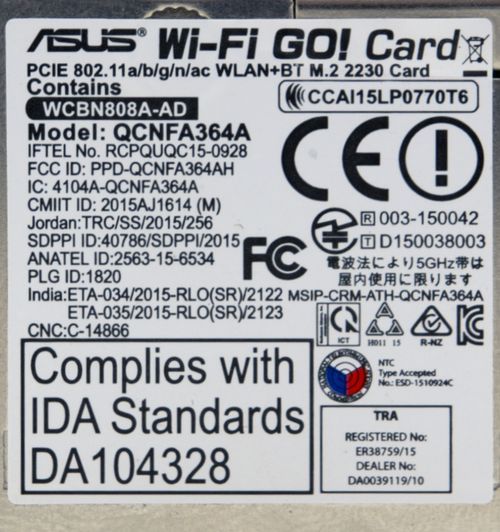 ASUS® Wi-Fi GO! Card
PCIE 802.11a/b/g/n/ac WLAN+BT M.2 2230 Card
Contains
WCBN808A-AD
CCAI15LP0770T6
Model: QCNFA364A
IFTEL No. RCPQUQC15-0928
FCC ID: PPD-QCNFA364AH
IC: 4104A-QCNFA364A
CMIIT ID: 2015AJ1614 (M)
Jordan:TRC/SS/2015/256
SDPPI ID:40786/SDPPI/2015
ANATEL ID:2563-15-6534
PLG ID:1820
CE
FC
R 003-150042
T D150038003
電波法により5GHz帯は
屋内使用に限ります
India:ETA-034/2015-RLO(SR)/2122 MSIP-CRM-ATH-QCNFA364A
ETA-035/2015-RLO(SR)/2123
CNC:C-14866
ICT
H011 15
R-NZ
Complies with
IDA Standards
DA104328
NTC
Type Approved
No.: ESD-1510924C
TRA
REGISTERED No:
ER38759/15
DEALER No:
DA0039119/10